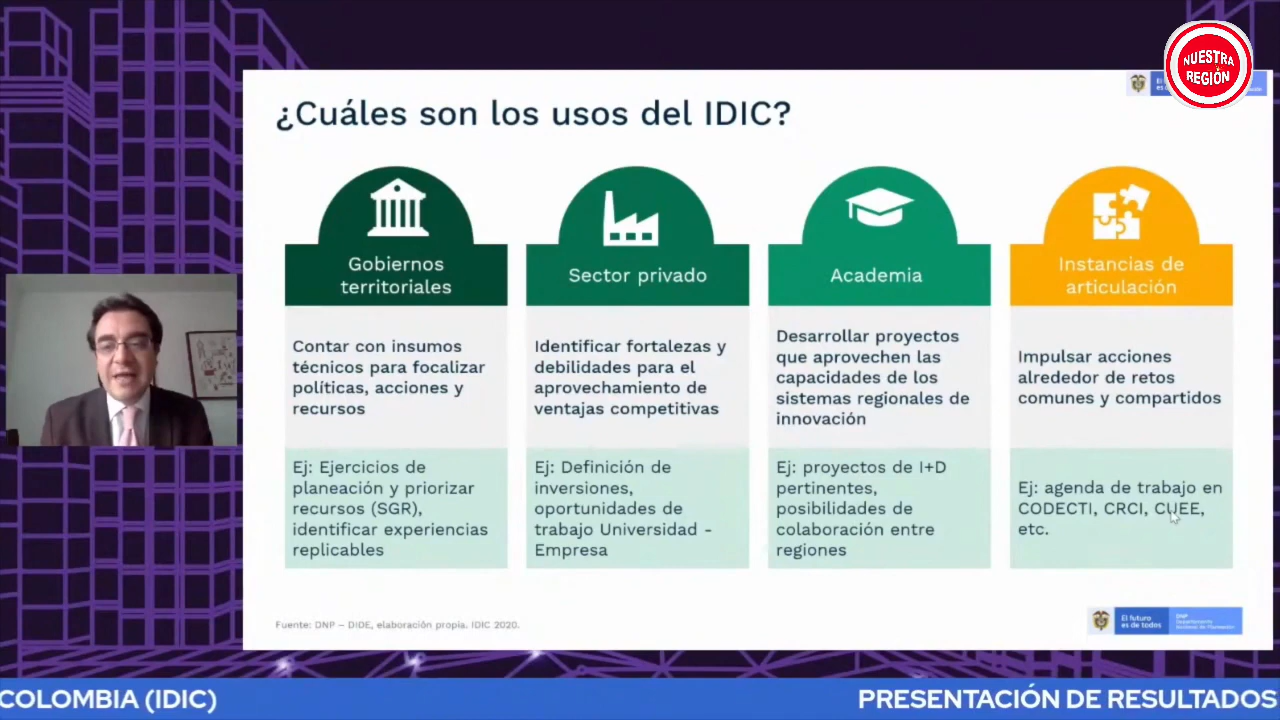 NUESTRA
REGIÓN
¿Cuáles son los usos del IDIC?
Gobiernos
territoriales
Contar con insumos
técnicos para focalizar
políticas, acciones y
recursos
Ej: Ejercicios de
planeación y priorizar
recursos (SGR),
identificar experiencias
replicables
Sector privado
Identificar fortalezas y
debilidades para el
aprovechamiento de
ventajas competitivas
Ej: Definición de
inversiones,
oportunidades de
trabajo Universidad -
Empresa
Academia
Desarrollar proyectos
que aprovechen las
capacidades de los
sistemas regionales de
innovación
Ej: proyectos de I+D
pertinentes,
posibilidades de
colaboración entre
regiones
Instancias de
articulación
Impulsar acciones
alrededor de retos
comunes y compartidos
Ej: agenda de trabajo en
CODECTI, CRCI, CUEE,
etc.
Fuente: DNP – DIDE, elaboración propia. IDIC 2020.
El futuro
es de todos
DNP
Departamento
Nacional de Planeación
COLOMBIA (IDIC)
PRESENTACIÓN DE RESULTADOS